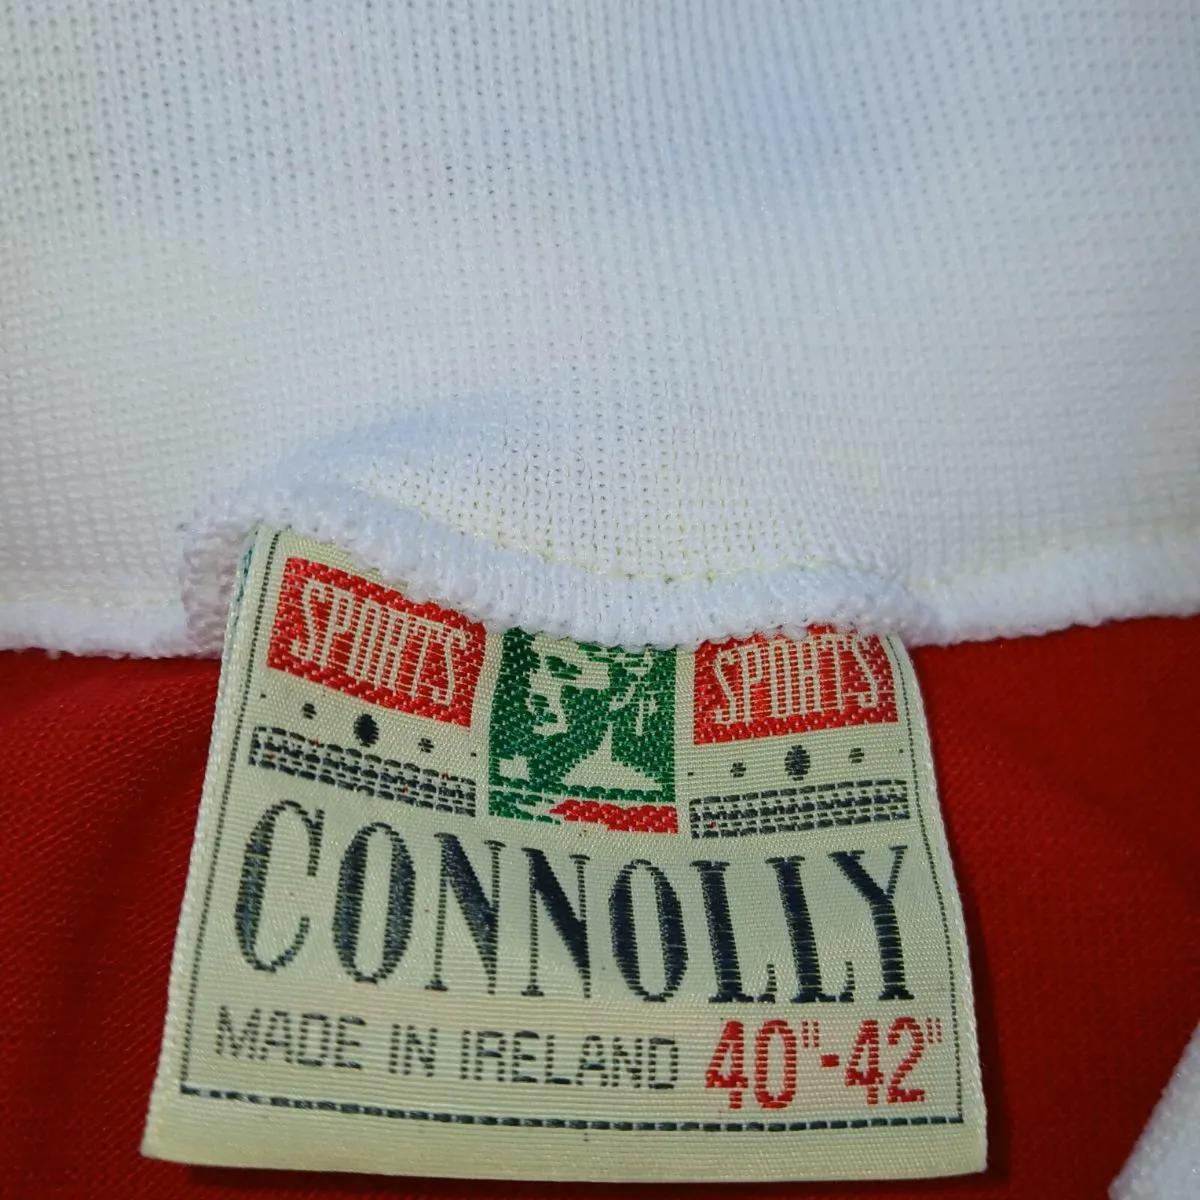 SPORTS SPORTS
CONNOLLY
MADE IN IRELAND 40"-42"